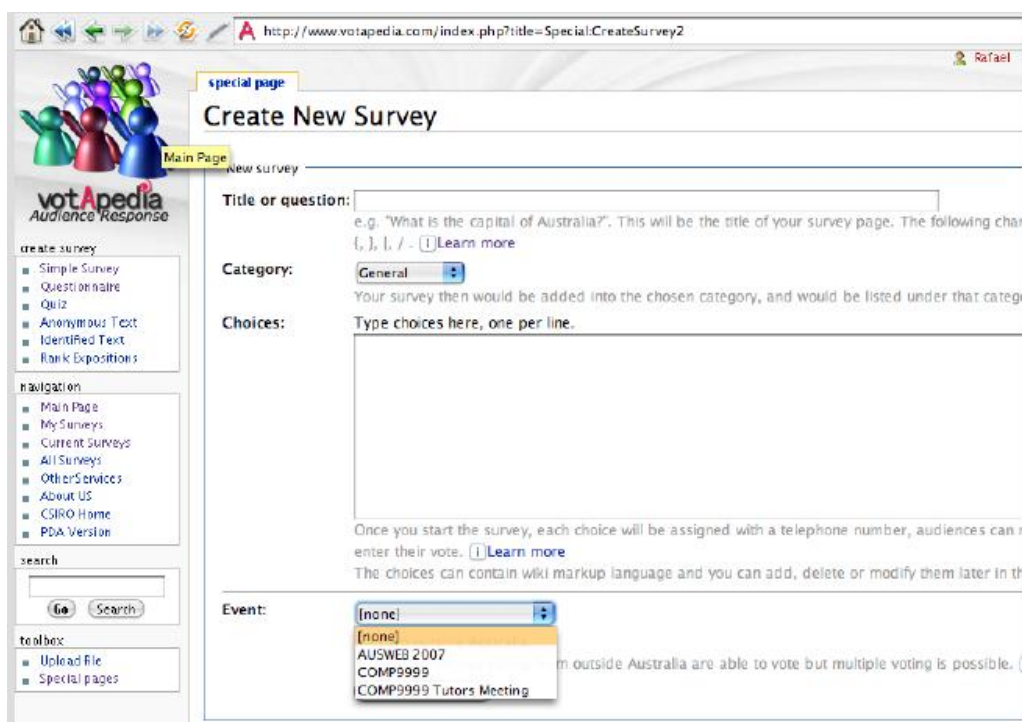 http://www.votapedia.com/index.php?title=Special:CreateSurvey2
Rafael
special page
Create New Survey
Main Page
New survey
votApedia
Audience Response
Title or question:
e.g. "What is the capital of Australia?". This will be the title of your survey page. The following char
{, }, |, / . i Learn more
create survey
Simple Survey
Questionnaire
Quiz
Anonymous Text
Identified Text
Rank Expositions
Category:
General
Your survey then would be added into the chosen category, and would be listed under that catego
Choices:
Type choices here, one per line.
navigation
Main Page
My Surveys
Current Surveys
All Surveys
OtherServices
About US
CSIRO Home
PDA Version
Once you start the survey, each choice will be assigned with a telephone number, audiences can
enter their vote. i Learn more
The choices can contain wiki markup language and you can add, delete or modify them later in th
search
Go
Search
Event:
[none]
[none]
AUSWEB 2007
COMP9999
COMP9999 Tutors Meeting
m outside Australia are able to vote but multiple voting is possible.
toolbox
Upload file
Special pages